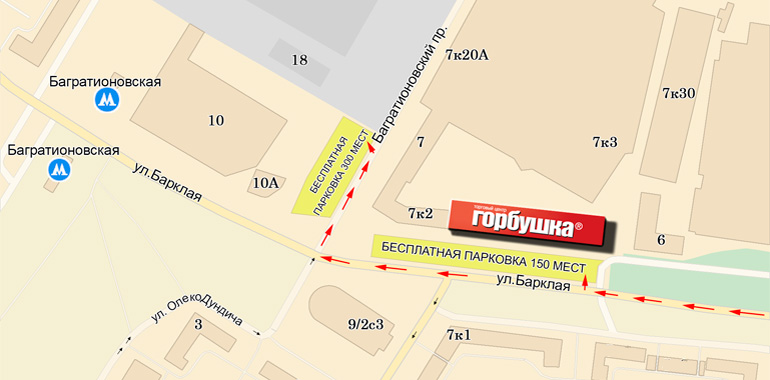 18
Багратионовский пр.
7к20А
7к30
Багратионовская
М
10
7
7к3
БЕСПЛАТНАЯ
ПАРКОВКА 300 МЕСТ
Багратионовская
М
ул.Барклая
10А
7к2
торговый центр
горбушка®
6
БЕСПЛАТНАЯ ПАРКОВКА 150 МЕСТ
ул.Барклая
ул. ОлекоДундича
3
9/2с3
7к1